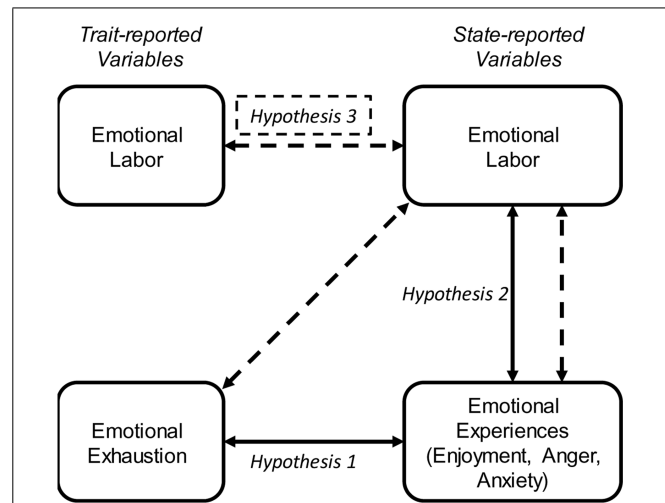 Trait-reported
Variables
State-reported
Variables
Emotional
Labor
Hypothesis 3
Emotional
Labor
Hypothesis 2
Emotional
Exhaustion
Hypothesis 1
Emotional
Experiences
(Enjoyment, Anger,
Anxiety)